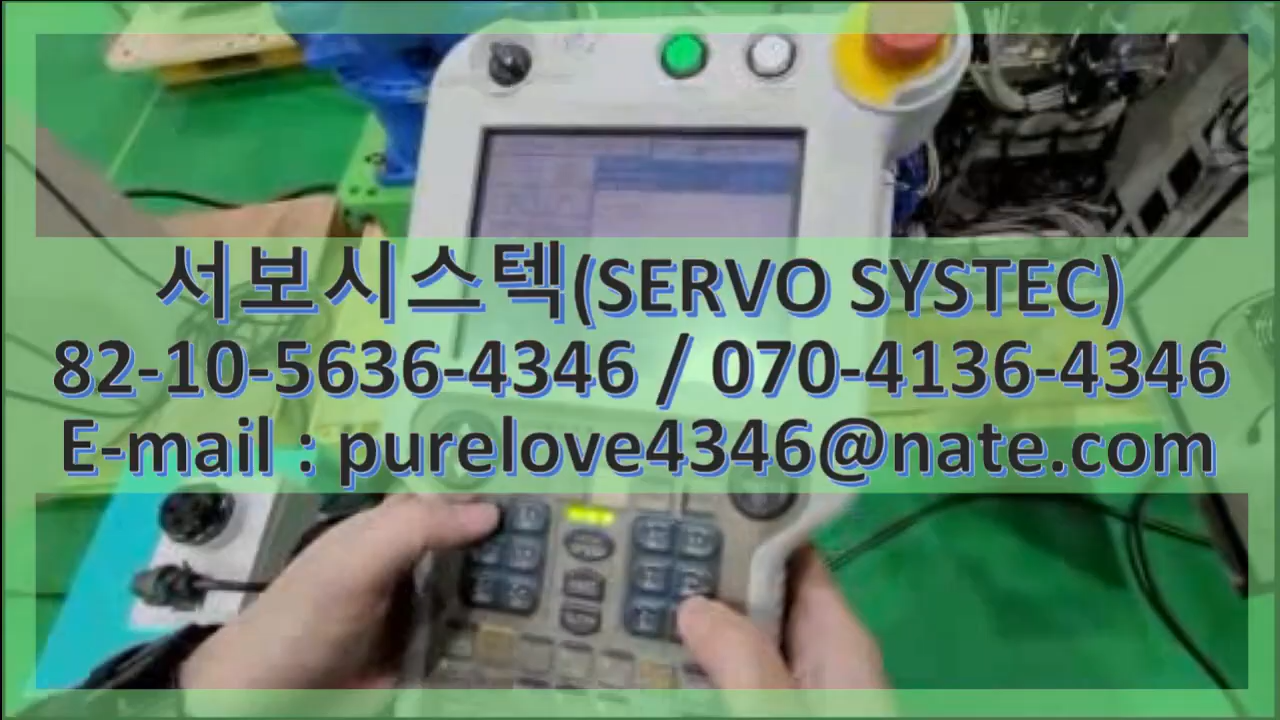 서보시스텍(SERVO SYSTEC)
82-10-5636-4346 / 070-4136-4346
E-mail : purelove4346@nate.com